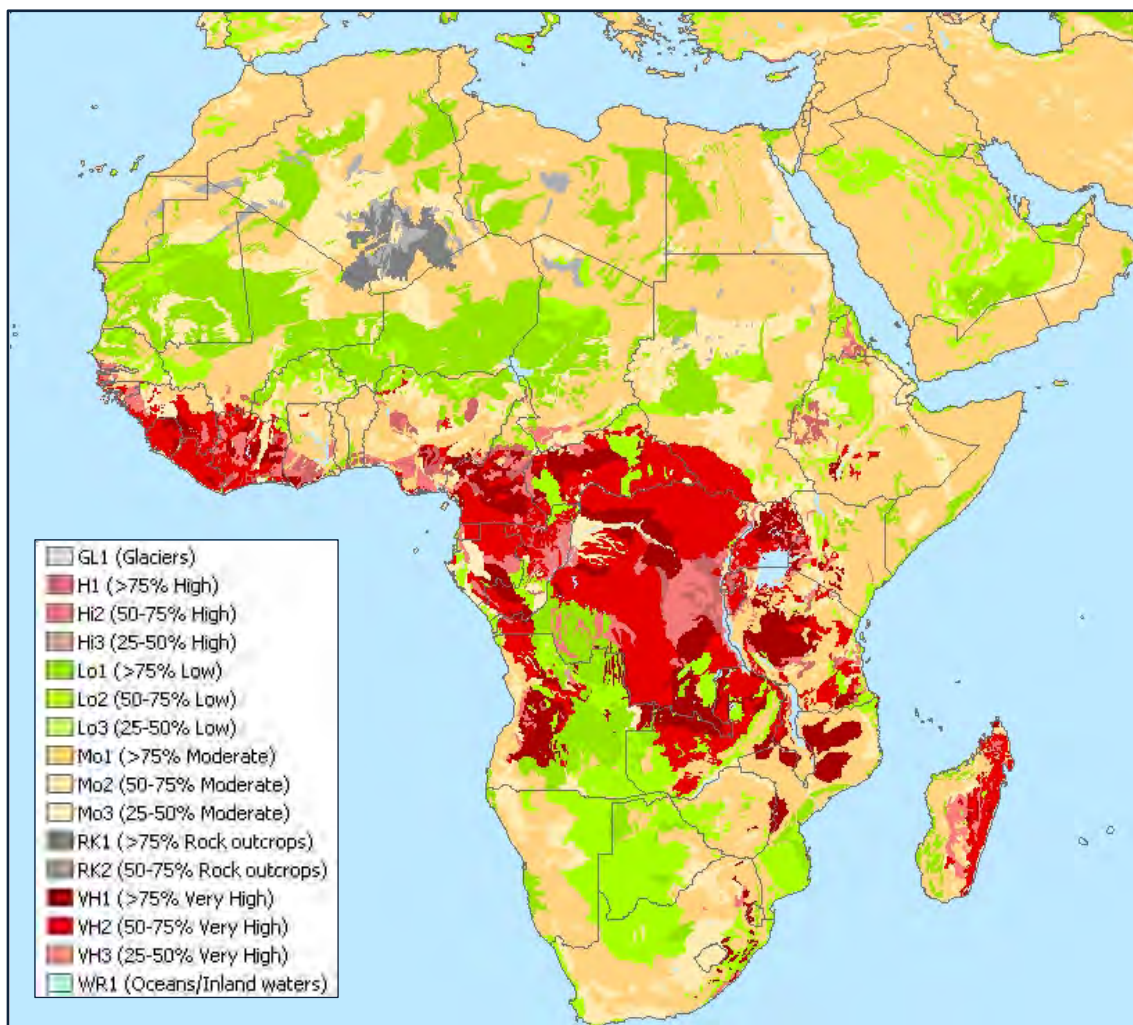 GL1 (Glaciers)
H1 (>75% High)
Hi2 (50-75% High)
Hi3 (25-50% High)
Lo1 (>75% Low)
Lo2 (50-75% Low)
Lo3 (25-50% Low)
Mo1 (>75% Moderate)
Mo2 (50-75% Moderate)
Mo3 (25-50% Moderate)
RK1 (>75% Rock outcrops)
RK2 (50-75% Rock outcrops)
VH1 (>75% Very High)
VH2 (50-75% Very High)
VH3 (25-50% Very High)
WR1 (Oceans/Inland waters)